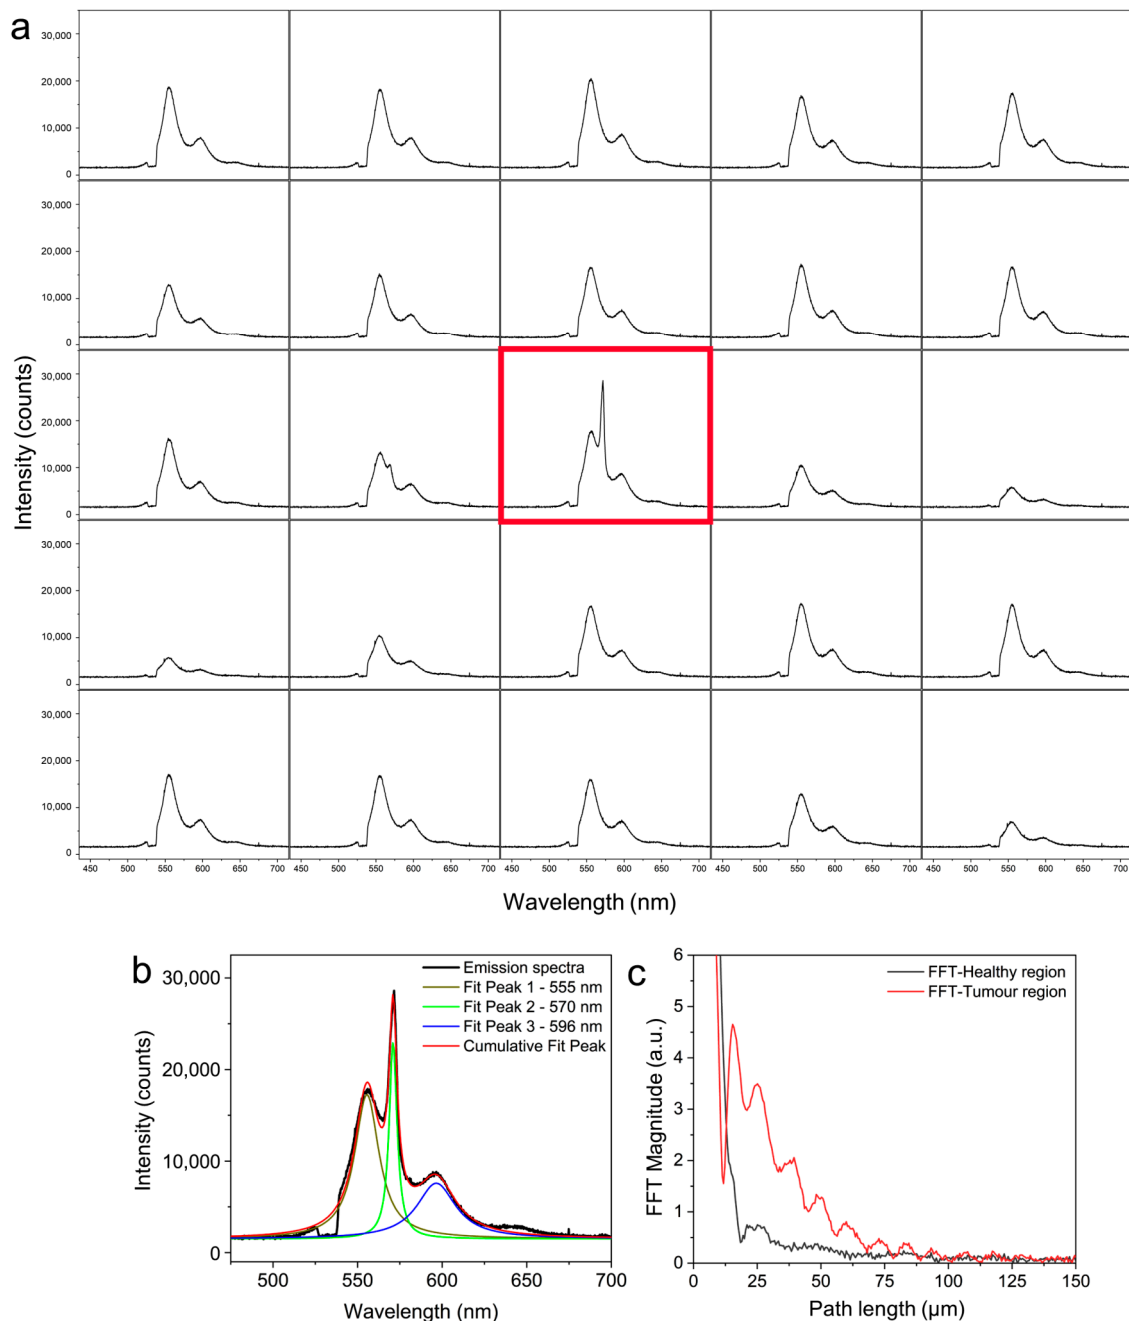 a
30,000
20,000
10,000
0
30,000
20,000
10,000
0
30,000
20,000
10,000
0
30,000
20,000
10,000
0
30,000
20,000
10,000
0
Intensity (counts)
450 500 550 600 650 700 450 500 550 600 650 700 450 500 550 600 650 700 450 500 550 600 650 700 450 500 550 600 650 700
Wavelength (nm)
b
30,000
20,000
10,000
0
Intensity (counts)
Emission spectra
Fit Peak 1 - 555 nm
Fit Peak 2 - 570 nm
Fit Peak 3 - 596 nm
Cumulative Fit Peak
500 550 600 650 700
Wavelength (nm)
c
6
5
4
3
2
1
0
FFT Magnitude (a.u.)
FFT-Healthy region
FFT-Tumour region
0 25 50 75 100 125 150
Path length (μm)